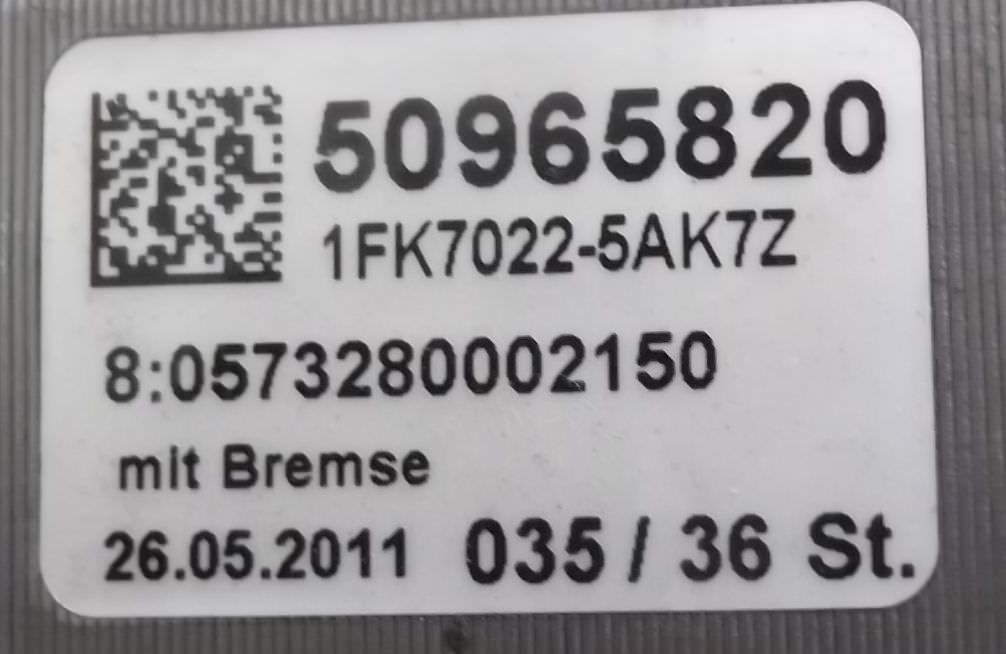 50965820
1FK7022-5AK7Z
8:0573280002150
mit Bremse
26.05.2011 035 / 36 St.